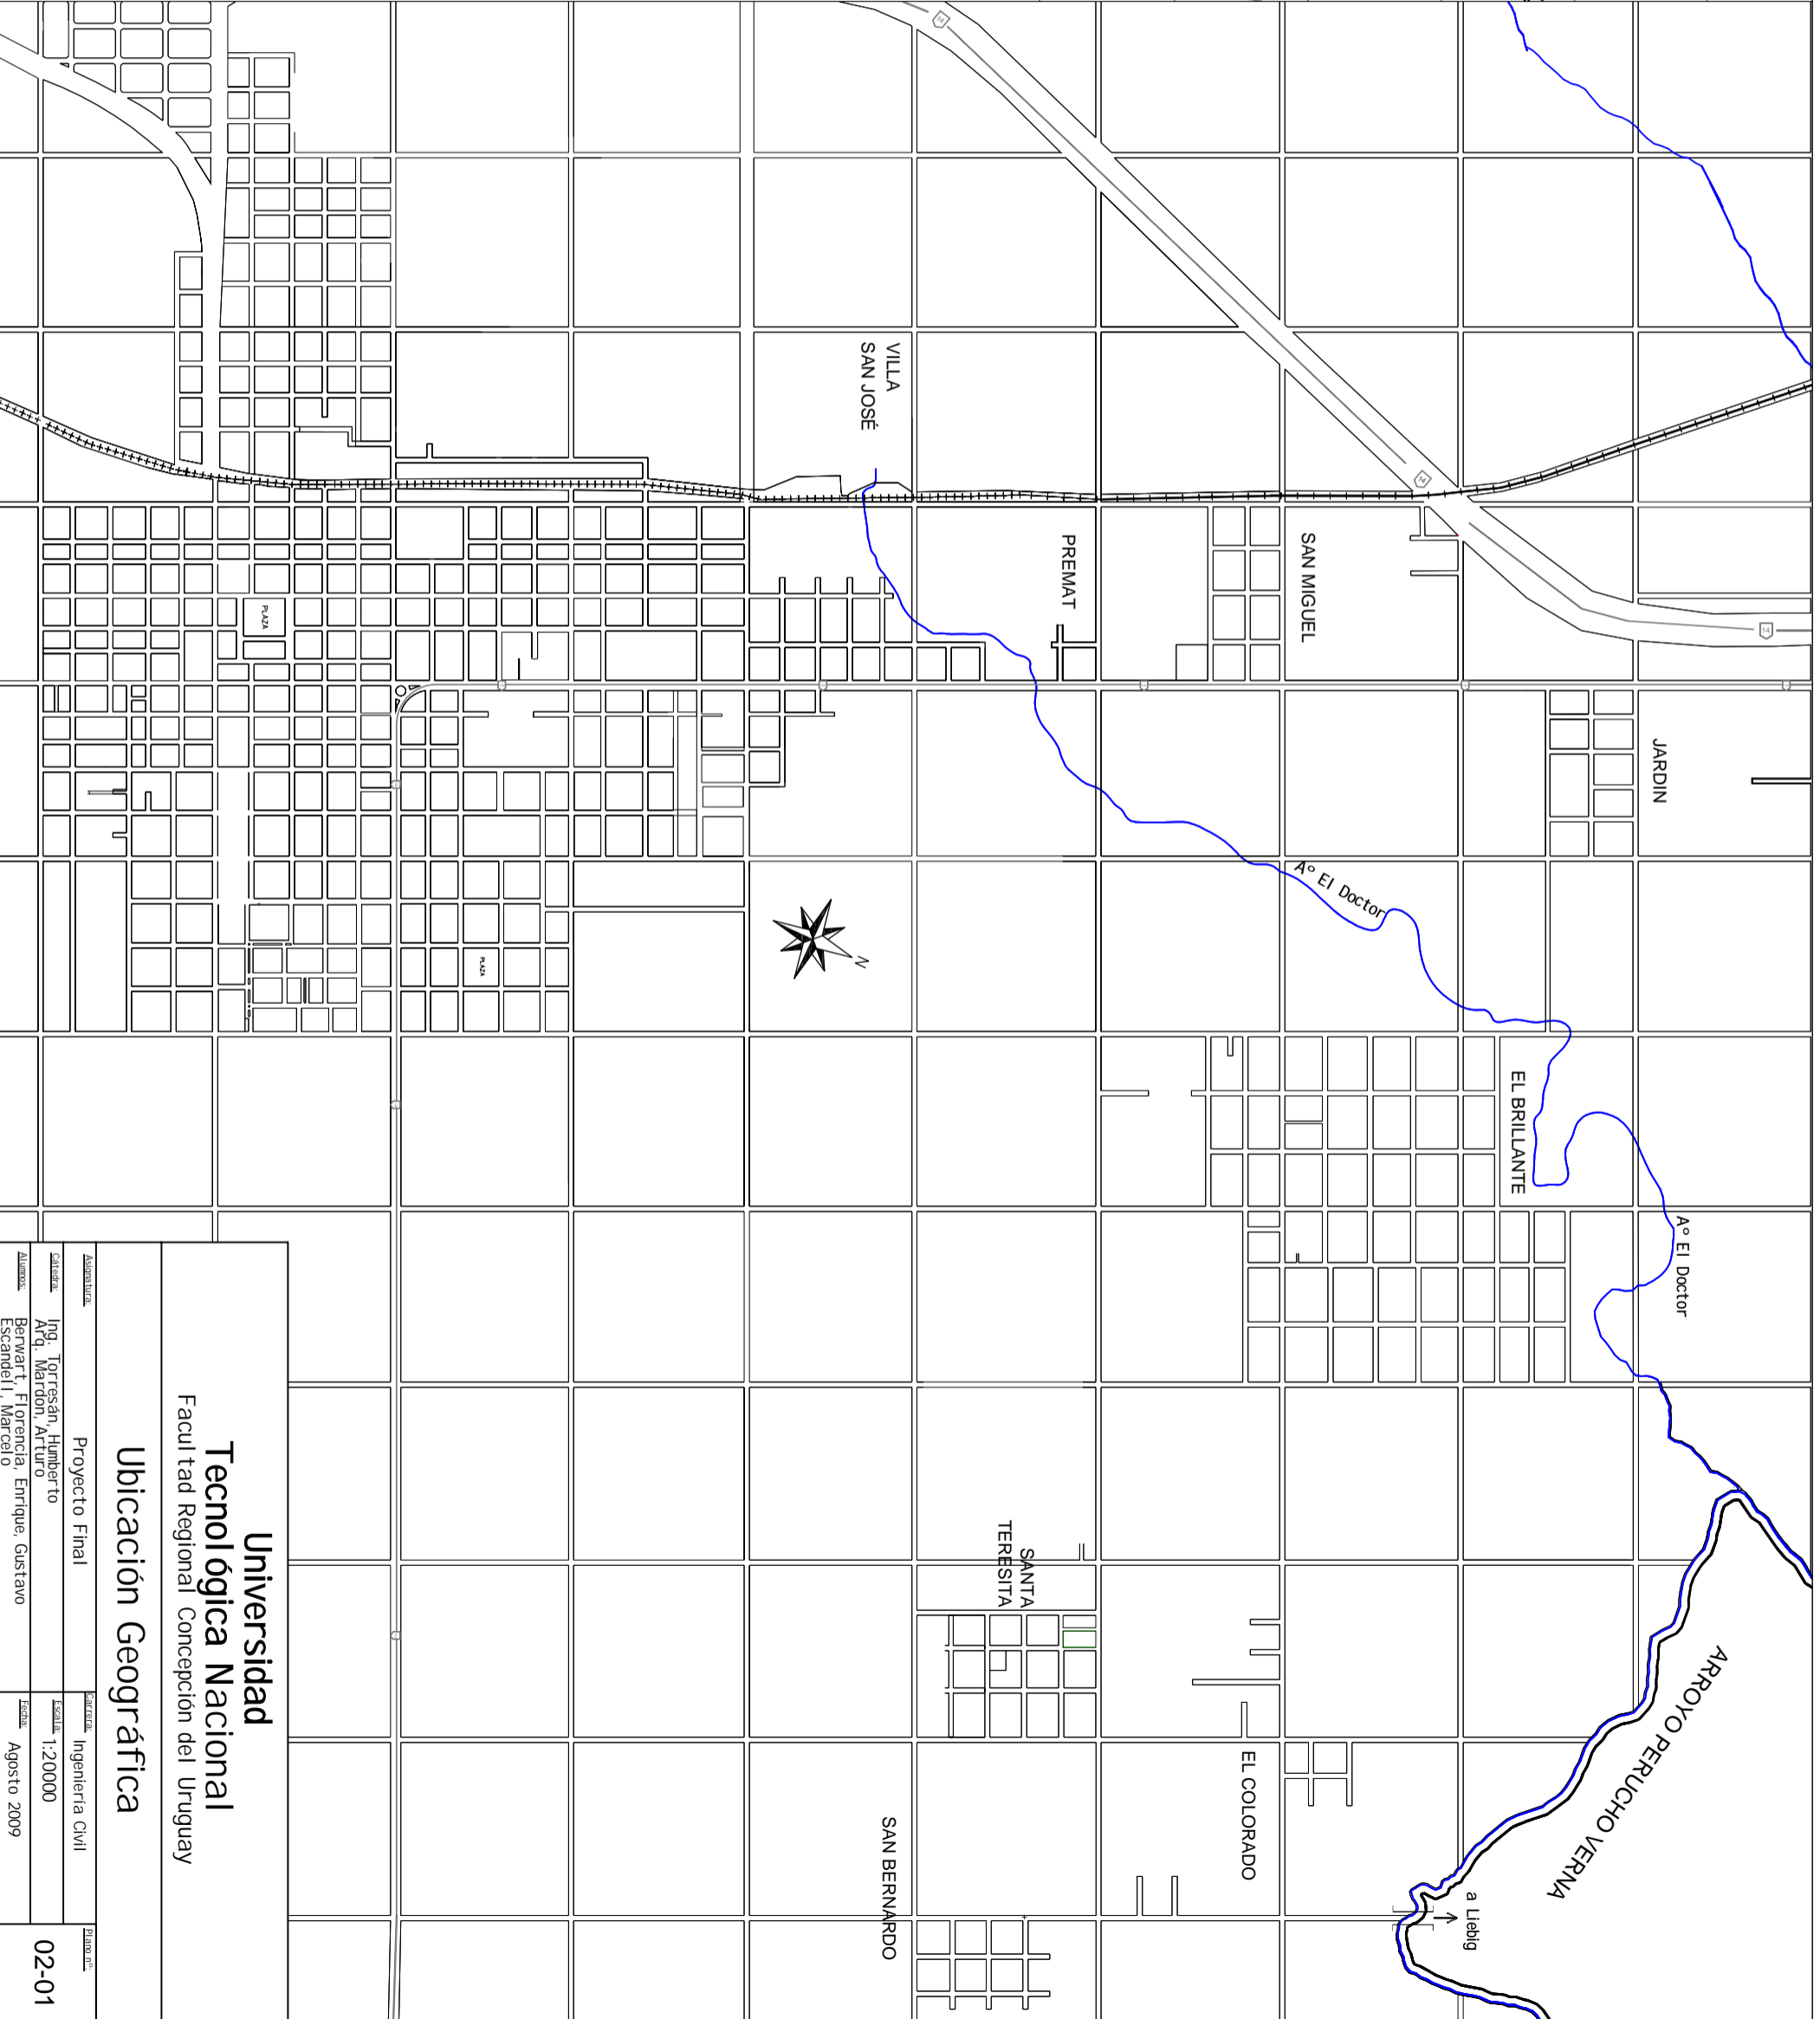 VILLA
SAN JOSÉ
PREMAT
SAN MIGUEL
JARDIN
PLAZA
PLAZA
14
14
14
N
Aº El Doctor
EL BRILLANTE
Aº El Doctor
SANTA
TERESITA
ARROYO PERUCHO VERNA
EL COLORADO
SAN BERNARDO
a Liebig
Universidad
Tecnológica Nacional
Facultad Regional Concepción del Uruguay
Ubicación Geográfica
Asignatura:
Proyecto Final
Carrera:
Ingeniería Civil
Plano nº:
Cátedra:
Ing. Torresán, Humberto
Arq. Mardon, Arturo
Escala:
1:20000
02-01
Alumnos:
Berwart, Florencia, Enrique, Gustavo
Escandell, Marcelo
Fecha:
Agosto 2009